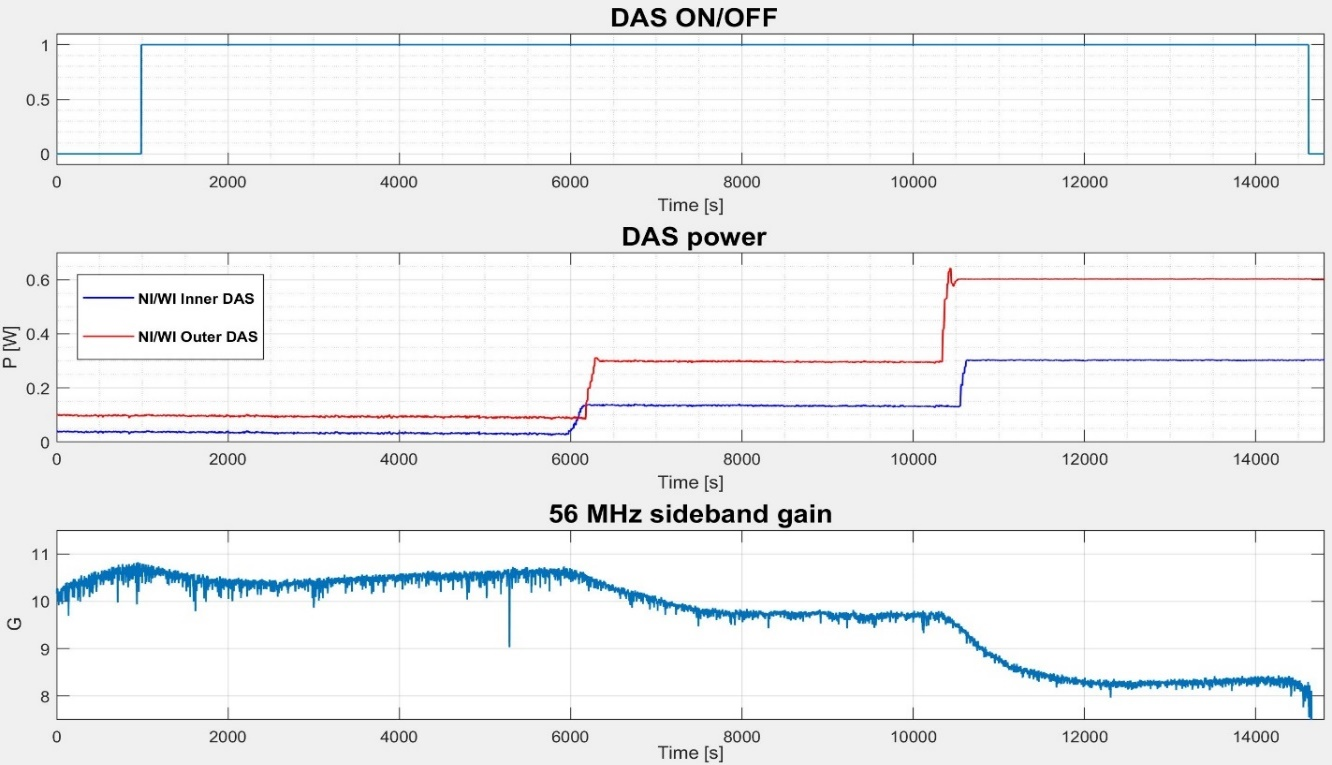 DAS ON/OFF
1
0.5
0
0 2000 4000 6000 8000 10000 12000 14000
Time [s]
DAS power
P [W]
0.6
0.4
0.2
0
NI/WI Inner DAS
NI/WI Outer DAS
0 2000 4000 6000 8000 10000 12000 14000
Time [s]
56 MHz sideband gain
G
11
10
9
8
0 2000 4000 6000 8000 10000 12000 14000
Time [s]